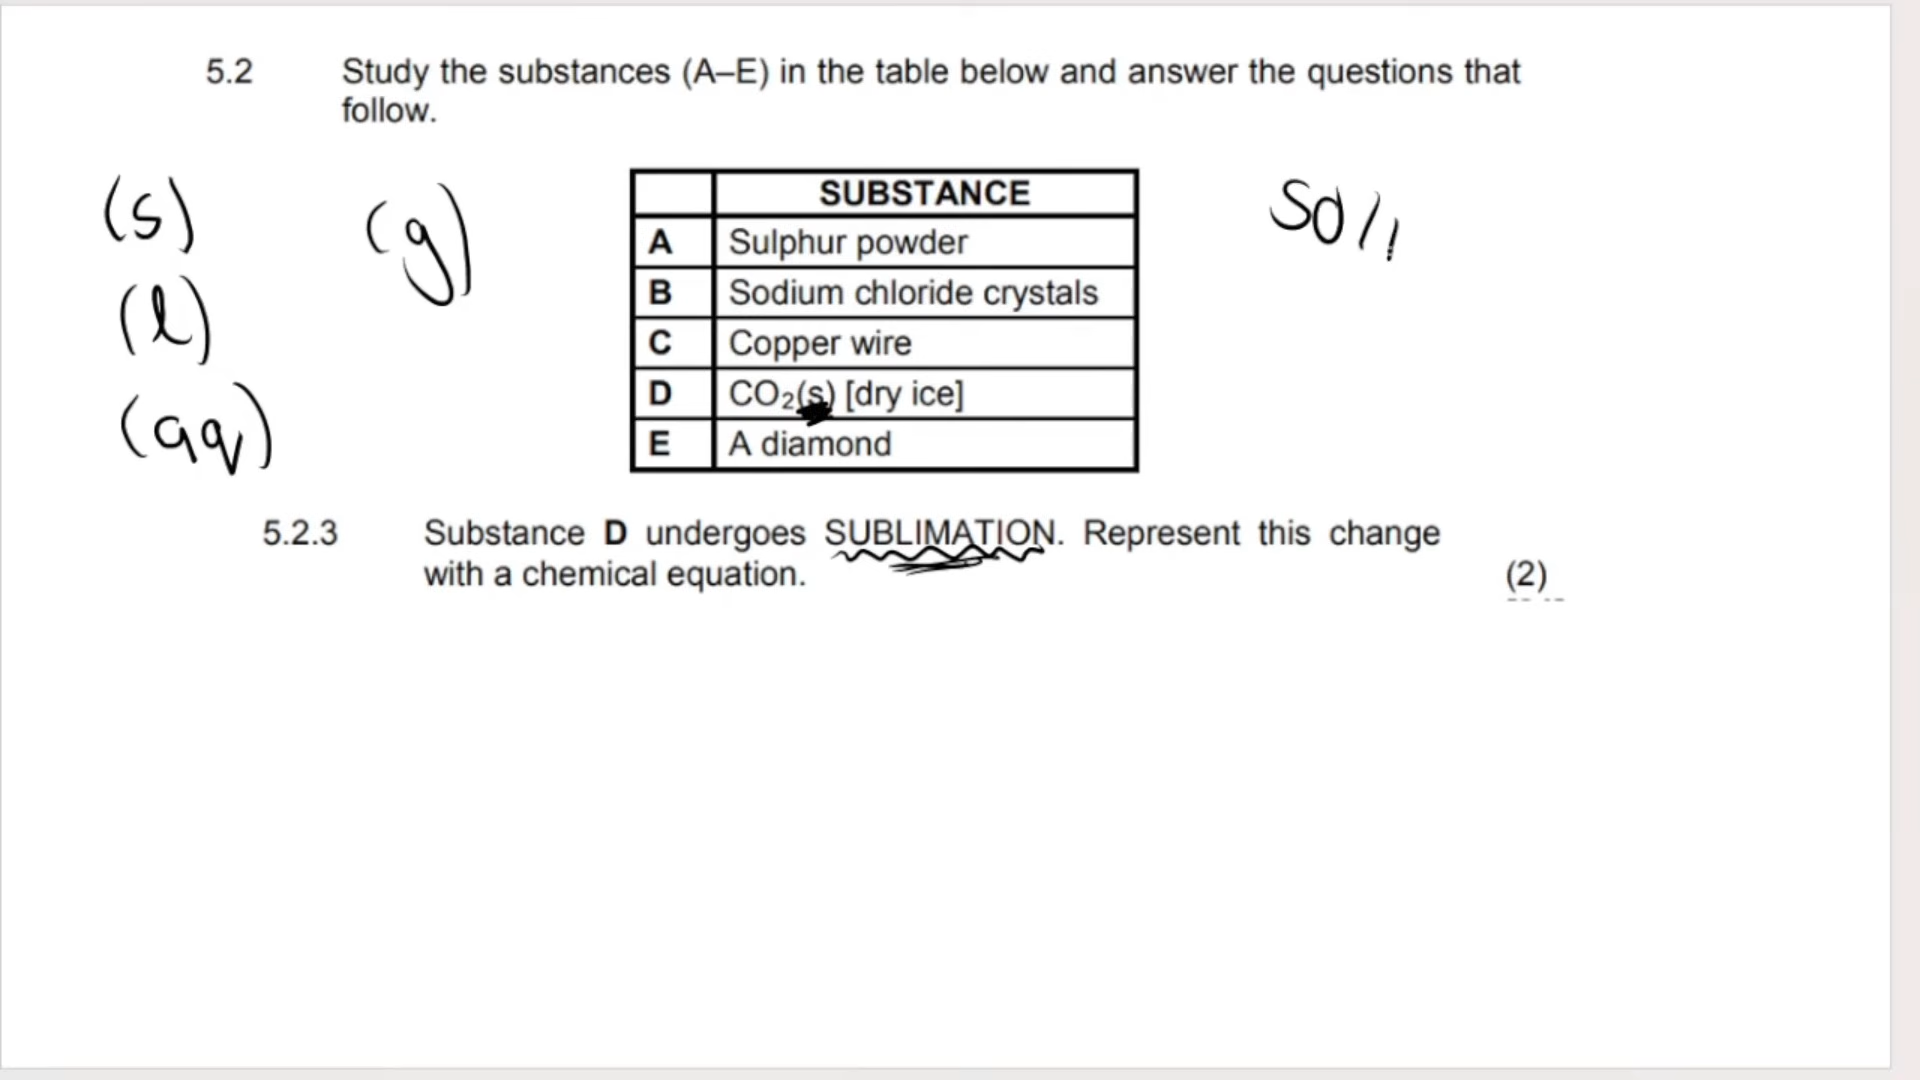 5.2 Study the substances (A–E) in the table below and answer the questions that
follow.
(s)
(g)
(l)
(aq)
SUBSTANCE
A Sulphur powder
B Sodium chloride crystals
C Copper wire
D CO₂(s) [dry ice]
E A diamond
5.2.3 Substance D undergoes SUBLIMATION. Represent this change
with a chemical equation. (2)